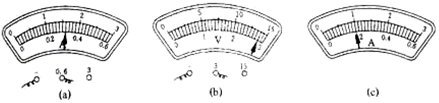 0 1 2 3
0 0.2 A 0.4 0.6
- 0.6 3
(a)
0 5 10 15
0 1 V 2 3
- 3 15
(b)
0 1 2 3
0 0.2 A 0.4 0.6
(c)